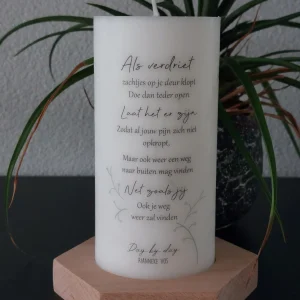 Als verdriet
zachtjes op je deur klopt
Doe dan teder open
Laat het er zijn
Zodat al jouw pijn zich niet
opkropt,
Maar ook weer een weg
naar buiten mag vinden
Net zoals jij
Ook je weg
weer zal vinden
Day by day
HANNEKE VOS